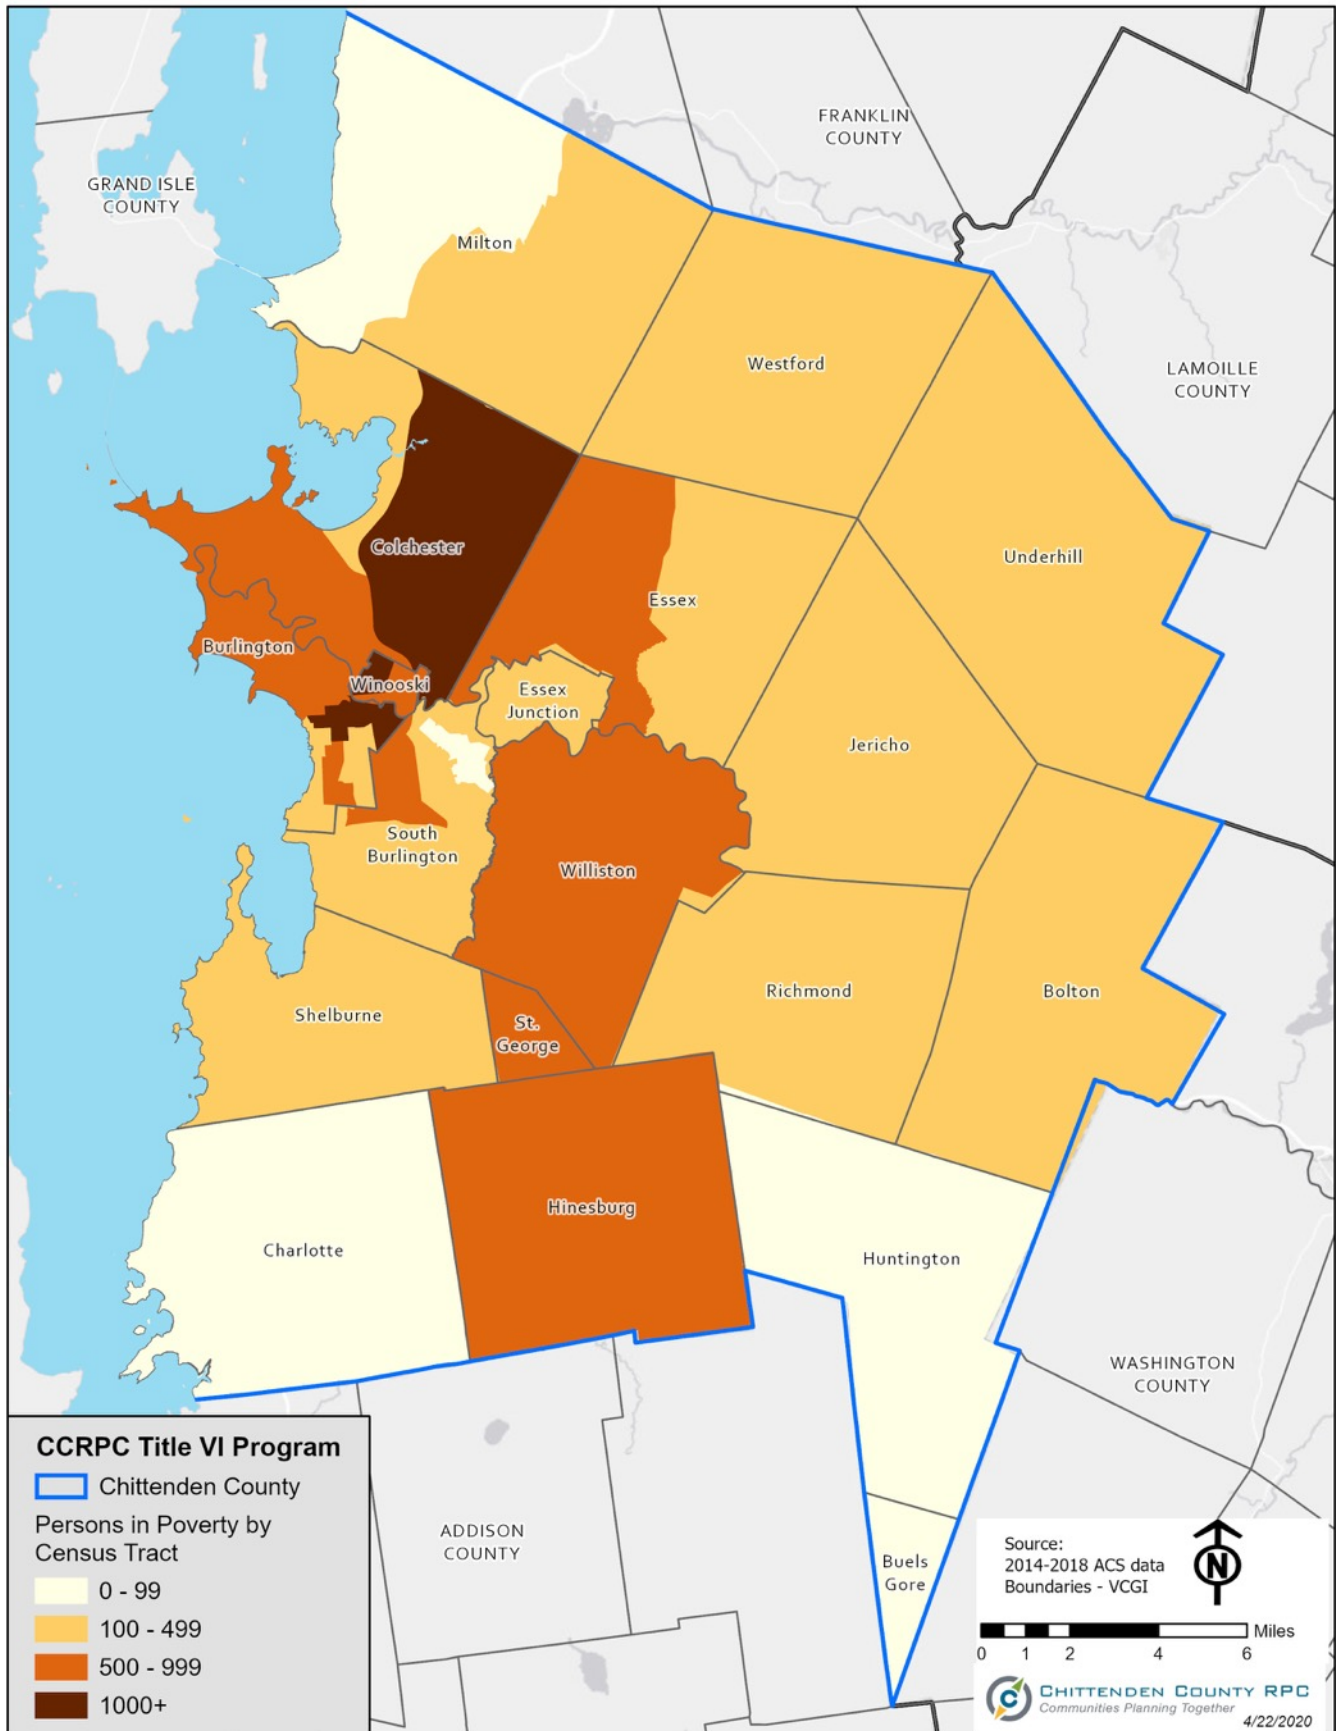 FRANKLIN
COUNTY
GRAND ISLE
COUNTY
Milton
Westford
LAMOILLE
COUNTY
Colchester
Underhill
Essex
Burlington
Winooski
Essex
Junction
Jericho
South
Burlington
Williston
Richmond
Bolton
Shelburne
St.
George
Hinesburg
Charlotte
Huntington
WASHINGTON
COUNTY
ADDISON
COUNTY
Buels
Gore
CCRPC Title VI Program
Chittenden County
Persons in Poverty by
Census Tract
0 - 99
100 - 499
500 - 999
1000+
Source:
2014-2018 ACS data
Boundaries - VCGI
N
Miles
0 1 2 4 6
C
CHITTENDEN COUNTY RPC
Communities Planning Together
4/22/2020